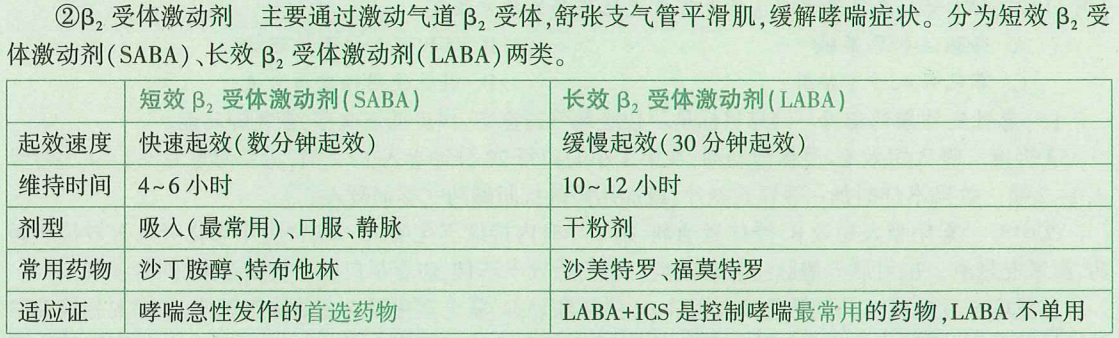 ②β₂ 受体激动剂 主要通过激动气道 β₂ 受体,舒张支气管平滑肌,缓解哮喘症状。分为短效 β₂ 受
体激动剂(SABA)、长效 β₂ 受体激动剂(LABA)两类。
短效 β₂ 受体激动剂(SABA) 长效 β₂ 受体激动剂(LABA)
起效速度 快速起效(数分钟起效) 缓慢起效(30 分钟起效)
维持时间 4~6 小时 10~12 小时
剂型 吸入(最常用)、口服、静脉 干粉剂
常用药物 沙丁胺醇、特布他林 沙美特罗、福莫特罗
适应证 哮喘急性发作的首选药物 LABA+ICS 是控制哮喘最常用的药物,LABA 不单用